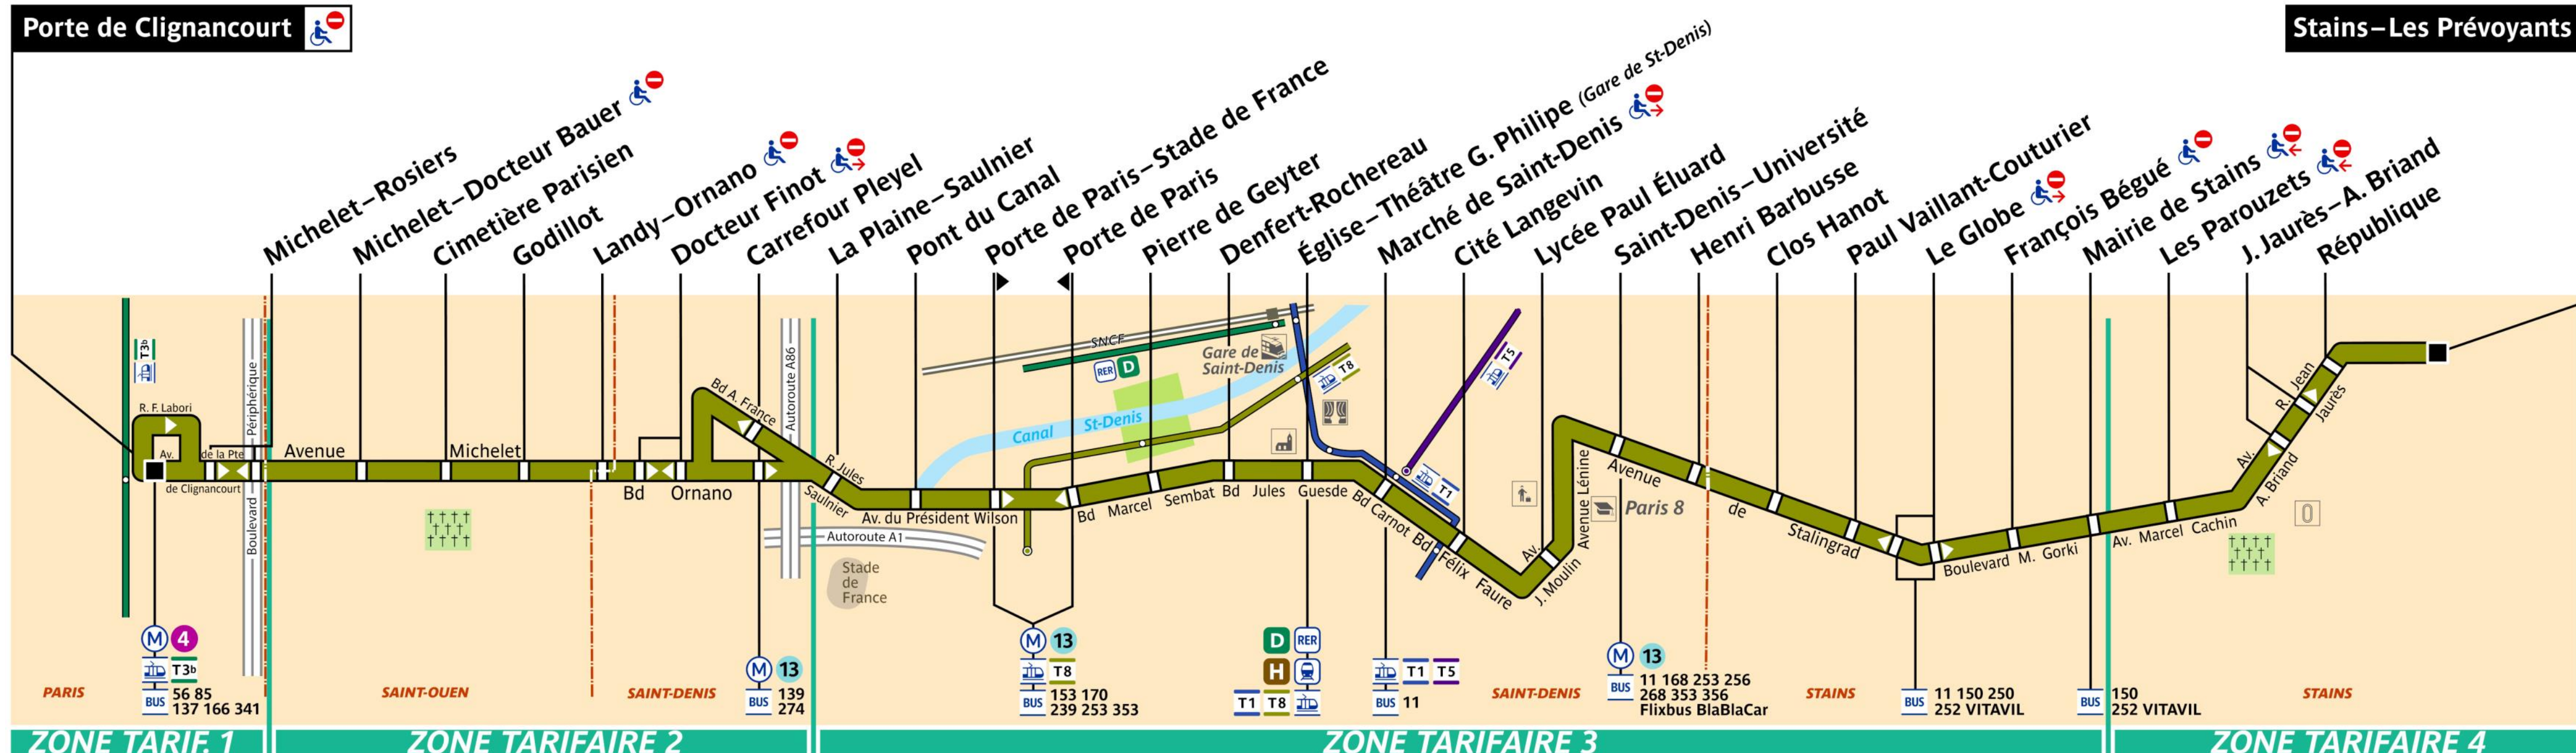 Porte de Clignancourt
Stains–Les Prévoyants
Michelet–Rosiers
Michelet–Docteur Bauer
Cimetière Parisien
Godillot
Landy–Ornano
Docteur Finot
Carrefour Pleyel
La Plaine–Saulnier
Pont du Canal
Porte de Paris–Stade de France
Porte de Paris
Pierre de Geyter
Denfert-Rochereau
Église–Théâtre G. Philipe (Gare de St-Denis)
Marché de Saint-Denis
Cité Langevin
Lycée Paul Éluard
Saint-Denis–Université
Henri Barbusse
Clos Hanot
Paul Vaillant-Couturier
Le Globe
François Bégué
Mairie de Stains
Les Parouzets
J. Jaurès–A. Briand
République
T3b
R. F. Labori
Av. de la Pte
de Clignancourt
Boulevard Périphérique
Avenue Michelet
Bd Ornano
Bd A. France
Autoroute A86
R. Jules
Saulnier
Av. du Président Wilson
Autoroute A1
Stade
de
France
SNCF
RER D
Canal St-Denis
Gare de
Saint-Denis
T8
T5
T1
Bd Marcel Sembat
Bd Jules Guesde
Bd Carnot
Bd Félix Faure
Av.
J. Moulin
Avenue Lénine
Paris 8
Avenue de Stalingrad
Boulevard M. Gorki
Av. Marcel Cachin
Av.
A. Briand
R. Jean
Jaurès
M 4
T3b
BUS 56 85
137 166 341
M 13
BUS 139
274
M 13
T8
BUS 153 170
239 253 353
D RER
H
T1 T8
T1 T5
BUS 11
M 13
BUS 11 168 253 256
268 353 356
Flixbus BlaBlaCar
BUS 11 150 250
252 VITAVIL
BUS 150
252 VITAVIL
PARIS
SAINT-OUEN
SAINT-DENIS
SAINT-DENIS
STAINS
STAINS
ZONE TARIF. 1
ZONE TARIFAIRE 2
ZONE TARIFAIRE 3
ZONE TARIFAIRE 4